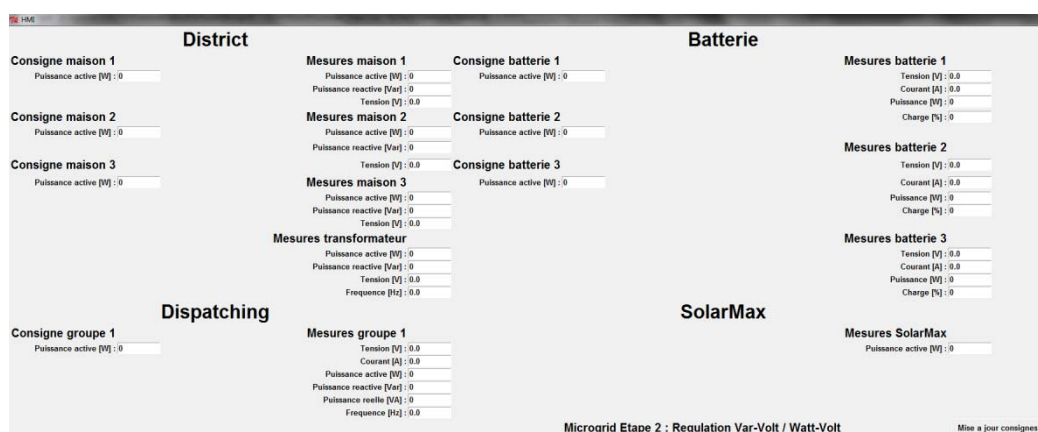 HMI
District
Consigne maison 1
Puissance active [W] : 0
Consigne maison 2
Puissance active [W] : 0
Consigne maison 3
Puissance active [W] : 0
Mesures maison 1
Puissance active [W] : 0
Puissance reactive [Var] : 0
Tension [V] : 0.0
Mesures maison 2
Puissance active [W] : 0
Puissance reactive [Var] : 0
Tension [V] : 0.0
Mesures maison 3
Puissance active [W] : 0
Puissance reactive [Var] : 0
Tension [V] : 0.0
Mesures transformateur
Puissance active [W] : 0
Puissance reactive [Var] : 0
Tension [V] : 0.0
Frequence [Hz] : 0.0
Batterie
Consigne batterie 1
Puissance active [W] : 0
Consigne batterie 2
Puissance active [W] : 0
Consigne batterie 3
Puissance active [W] : 0
Mesures batterie 1
Tension [V] : 0.0
Courant [A] : 0.0
Puissance [W] : 0
Charge [%] : 0
Mesures batterie 2
Tension [V] : 0.0
Courant [A] : 0.0
Puissance [W] : 0
Charge [%] : 0
Mesures batterie 3
Tension [V] : 0.0
Courant [A] : 0.0
Puissance [W] : 0
Charge [%] : 0
Dispatching
Consigne groupe 1
Puissance active [W] : 0
Mesures groupe 1
Tension [V] : 0.0
Courant [A] : 0.0
Puissance active [W] : 0
Puissance reactive [Var] : 0
Puissance reelle [VA] : 0
Frequence [Hz] : 0.0
SolarMax
Mesures SolarMax
Puissance active [W] : 0
Microgrid Etape 2 : Regulation Var-Volt / Watt-Volt
Mise a jour consignes